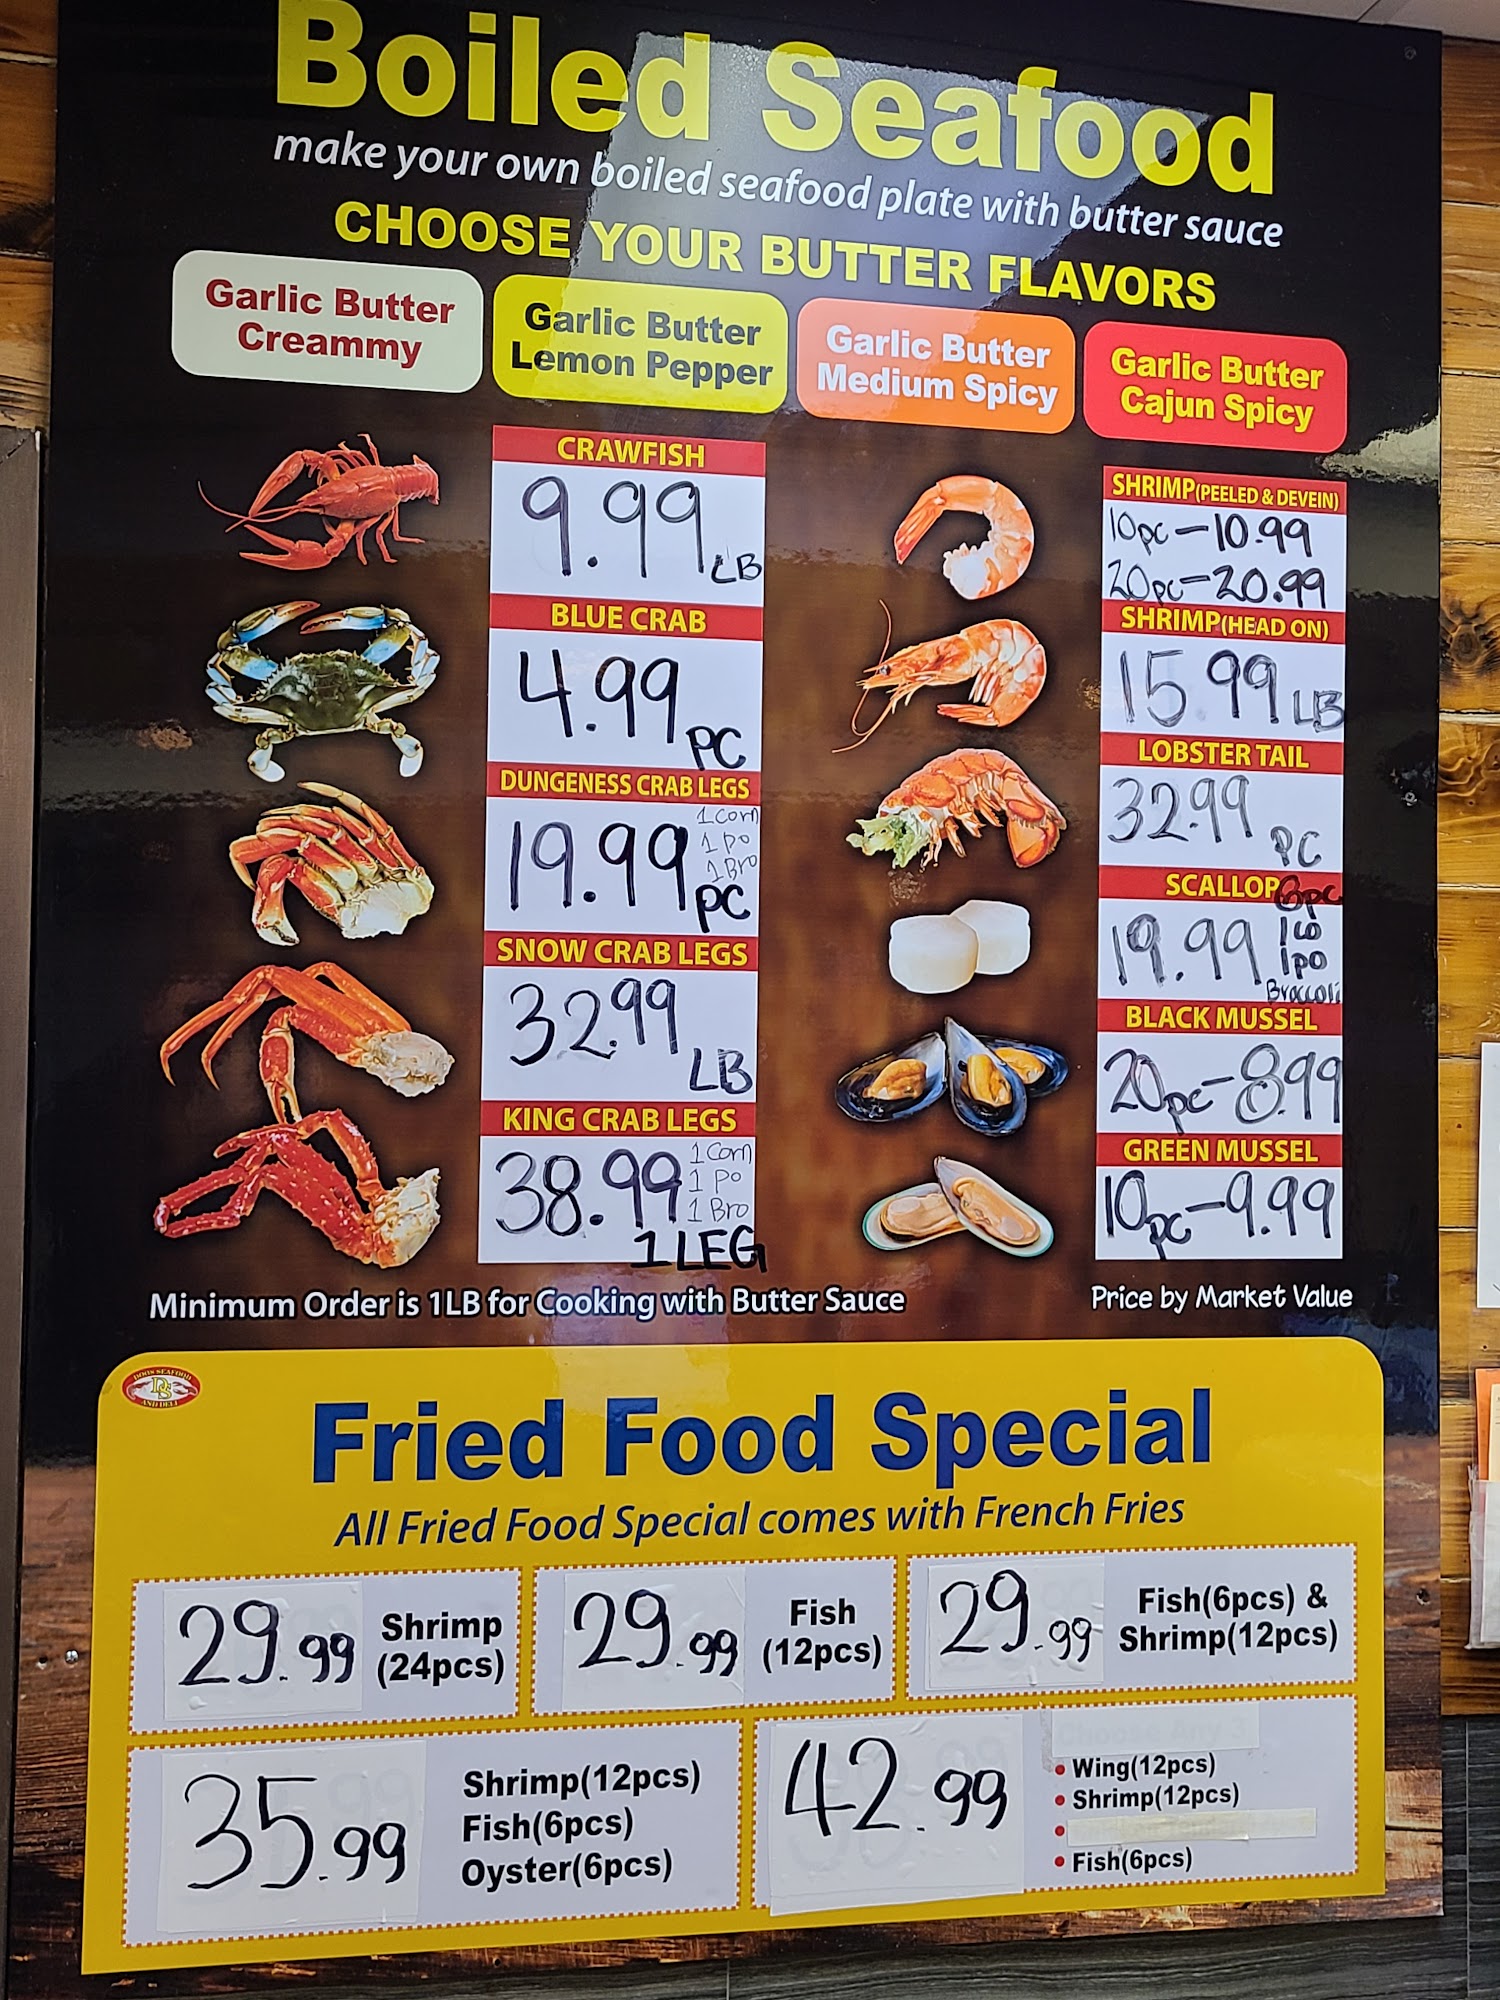 Boiled Seafood
make your own boiled seafood plate with butter sauce
CHOOSE YOUR BUTTER FLAVORS
Garlic Butter
Creammy
Garlic Butter
Lemon Pepper
Garlic Butter
Medium Spicy
Garlic Butter
Cajun Spicy
CRAWFISH
9.99 LB
BLUE CRAB
4.99 PC
DUNGENESS CRAB LEGS
1 Corn
1 Po
1 Bro
19.99 PC
SNOW CRAB LEGS
32.99 LB
KING CRAB LEGS
1 Corn
1 Po
1 Bro
38.99
1 LEG
SHRIMP(PEELED & DEVEIN)
10pc-10.99
20pc-20.99
SHRIMP(HEAD ON)
15.99 LB
LOBSTER TAIL
32.99 PC
SCALLOP 6pc
19.99
1co
1po
Broccoli
BLACK MUSSEL
20pc-8.99
GREEN MUSSEL
10pc-9.99
Minimum Order is 1LB for Cooking with Butter Sauce
Price by Market Value
DS
AND DELI
Fried Food Special
All Fried Food Special comes with French Fries
29.99
Shrimp
(24pcs)
29.99
Fish
(12pcs)
29.99
Fish(6pcs) &
Shrimp(12pcs)
35.99
Shrimp(12pcs)
Fish(6pcs)
Oyster(6pcs)
42.99
Choose Any 3
• Wing(12pcs)
• Shrimp(12pcs)
•
• Fish(6pcs)